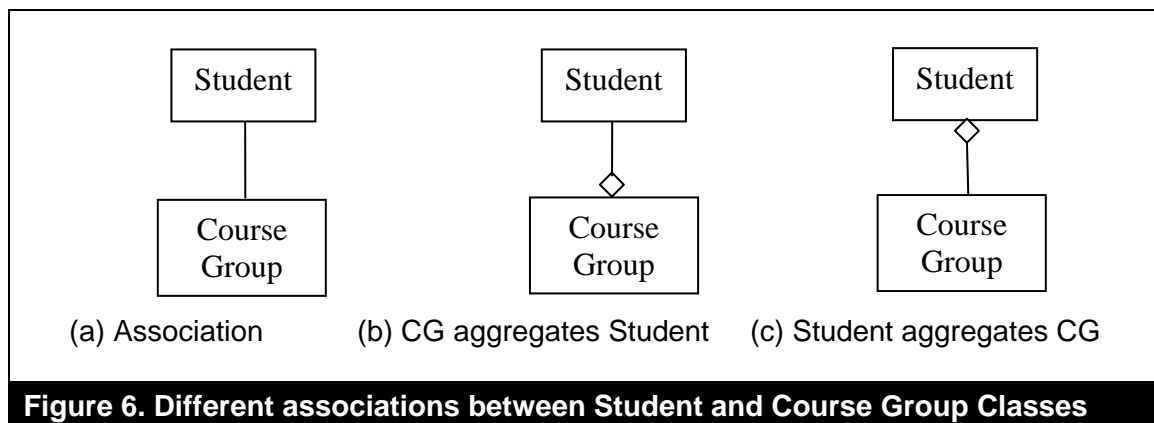 Student
Course
Group
(a) Association
Student
Course
Group
(b) CG aggregates Student
Student
Course
Group
(c) Student aggregates CG
Figure 6. Different associations between Student and Course Group Classes